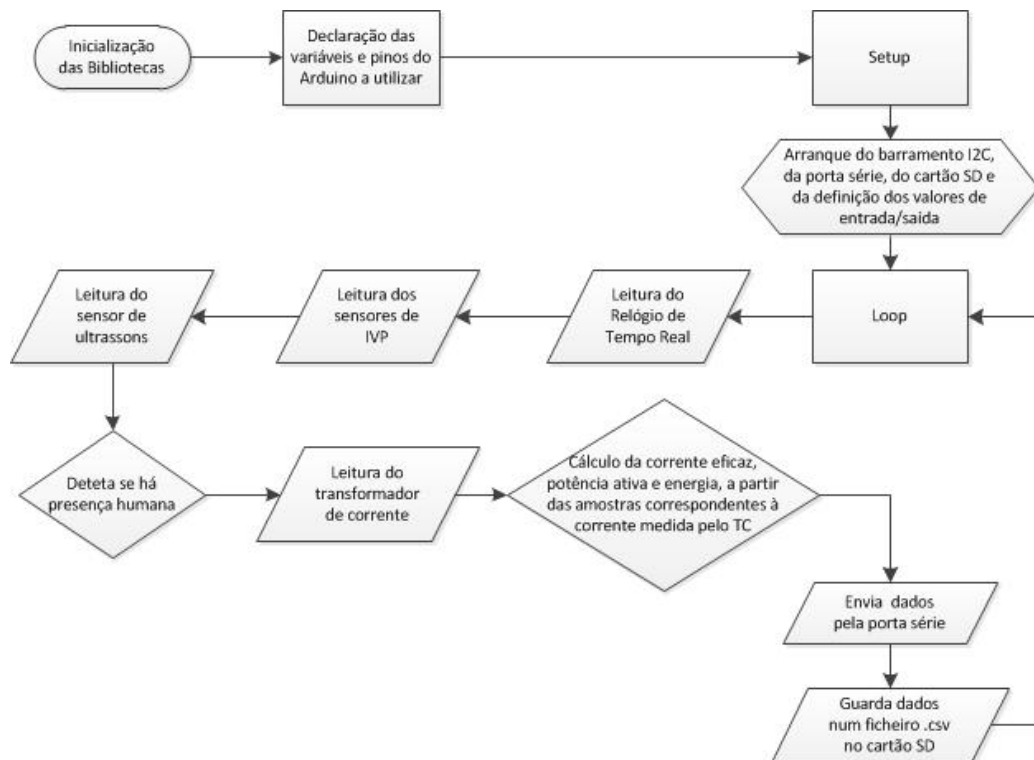 Inicialização
das Bibliotecas
Declaração das
variáveis e pinos do
Arduino a utilizar
Setup
Arranque do barramento I2C,
da porta série, do cartão SD e
da definição dos valores de
entrada/saída
Loop
Leitura do
Relógio de
Tempo Real
Leitura dos
sensores de
IVP
Leitura do
sensor de
ultrassons
Deteta se há
presença humana
Leitura do
transformador
de corrente
Cálculo da corrente eficaz,
potência ativa e energia, a partir
das amostras correspondentes à
corrente medida pelo TC
Envia dados
pela porta série
Guarda dados
num ficheiro .csv
no cartão SD